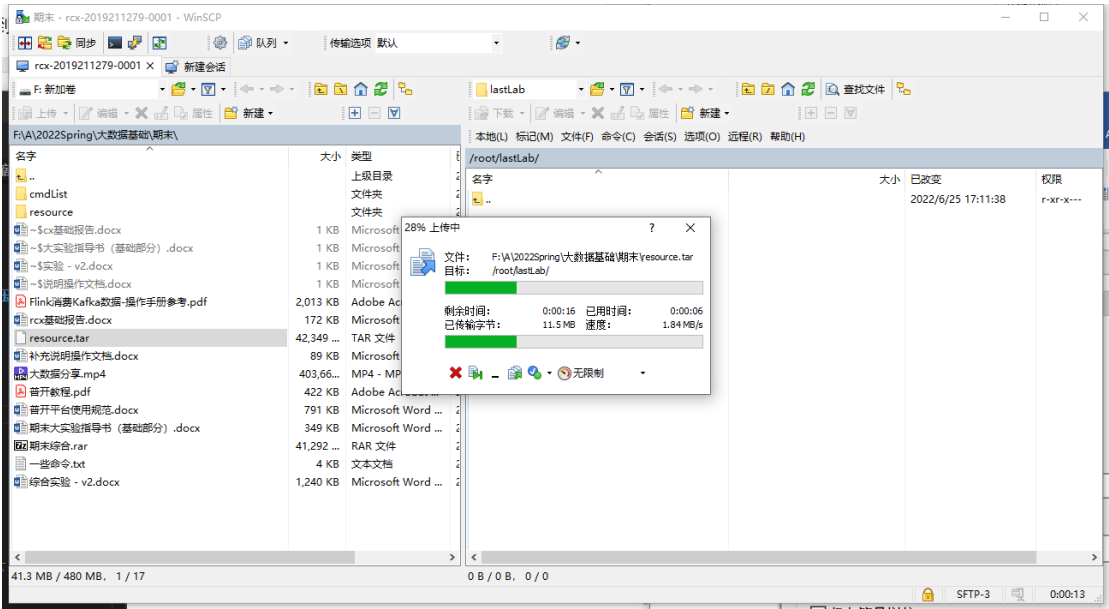 期末 - rcx-2019211279-0001 - WinSCP
同步 队列 传输选项 默认
rcx-2019211279-0001 新建会话
F: 新加卷
上传 编辑 属性 新建
F:\A\2022Spring\大数据基础\期末\
名字 大小 类型
.. 上级目录
cmdList 文件夹
resource 文件夹
~$cx基础报告.docx 1 KB Microsoft
~$大实验指导书（基础部分）.docx 1 KB Microsoft
~$实验 - v2.docx 1 KB Microsoft
~$说明操作文档.docx 1 KB Microsoft
Flink消费Kafka数据-操作手册参考.pdf 2,013 KB Adobe Ac
rcx基础报告.docx 172 KB Microsoft
resource.tar 42,349 ... TAR 文件
补充说明操作文档.docx 89 KB Microsoft
大数据分享.mp4 403,66... MP4 - MP
普开教程.pdf 422 KB Adobe Acrobat...
普开平台使用规范.docx 791 KB Microsoft Word ...
期末大实验指导书（基础部分）.docx 349 KB Microsoft Word ...
期末综合.rar 41,292 ... RAR 文件
一些命令.txt 4 KB 文本文档
综合实验 - v2.docx 1,240 KB Microsoft Word ...
41.3 MB / 480 MB， 1 / 17
lastLab 查找文件
下载 编辑 属性 新建
本地(L) 标记(M) 文件(F) 命令(C) 会话(S) 选项(O) 远程(R) 帮助(H)
/root/lastLab/
名字 大小 已改变 权限
.. 2022/6/25 17:11:38 r-xr-x---
28% 上传中 ?
文件: F:\A\2022Spring\大数据基础\期末\resource.tar
目标: /root/lastLab/
剩余时间: 0:00:16 已用时间: 0:00:06
已传输字节: 11.5 MB 速度: 1.84 MB/s
无限制
0 B / 0 B， 0 / 0
SFTP-3 0:00:13